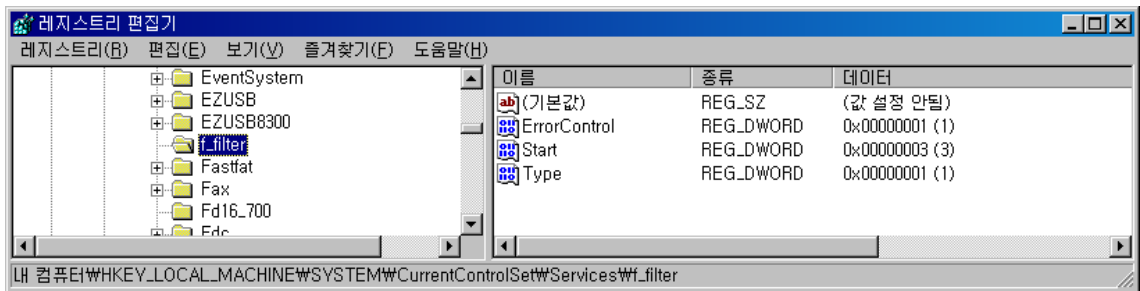 레지스트리 편집기
레지스트리(R) 편집(E) 보기(V) 즐겨찾기(F) 도움말(H)
EventSystem
EZUSB
EZUSB8300
f_filter
Fastfat
Fax
Fd16_700
Fdc
이름 종류 데이터
(기본값) REG_SZ (값 설정 안됨)
ErrorControl REG_DWORD 0x00000001 (1)
Start REG_DWORD 0x00000003 (3)
Type REG_DWORD 0x00000001 (1)
내 컴퓨터₩HKEY_LOCAL_MACHINE₩SYSTEM₩CurrentControlSet₩Services₩f_filter